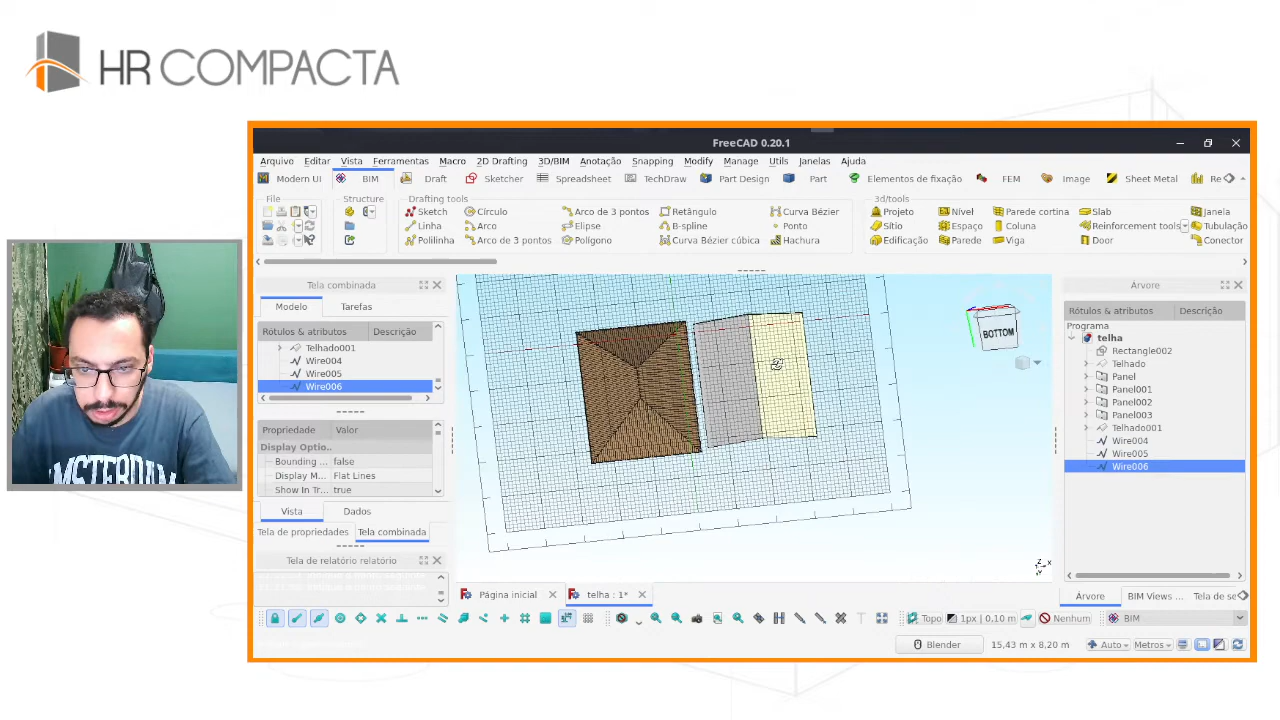 HR COMPACTA
FreeCAD 0.20.1
Arquivo Editar Vista Ferramentas Macro 2D Drafting 3D/BIM Anotação Snapping Modify Manage Utils Janelas Ajuda
Modern UI BIM Draft Sketcher Spreadsheet TechDraw Part Design Part Elementos de fixação FEM Image Sheet Metal Re
File Structure Drafting tools 3d/tools
Sketch Círculo Arco de 3 pontos Retângulo Curva Bézier Projeto Nível Parede cortina Slab Janela
Linha Arco Elipse B-spline Ponto Sítio Espaço Coluna Reinforcement tools Tubulação
Polilinha Arco de 3 pontos Polígono Curva Bézier cúbica Hachura Edificação Parede Viga Door Conector
Tela combinada
Modelo Tarefas
Rótulos & atributos Descrição
Telhado001
Wire004
Wire005
Wire006
Propriedade Valor
Display Optio..
Bounding ... false
Display M... Flat Lines
Show In Tr... true
Vista Dados
Tela de propriedades Tela combinada
Tela de relatório relatório
BOTTOM
Z X
Y
Árvore
Rótulos & atributos Descrição
Programa
telha
Rectangle002
Telhado
Panel
Panel001
Panel002
Panel003
Telhado001
Wire004
Wire005
Wire006
Árvore BIM Views ... Tela de se
Página inicial telha : 1*
Topo 1px | 0,10 m Nenhum BIM
Blender 15,43 m x 8,20 m Auto Metros
AMSTERDAM